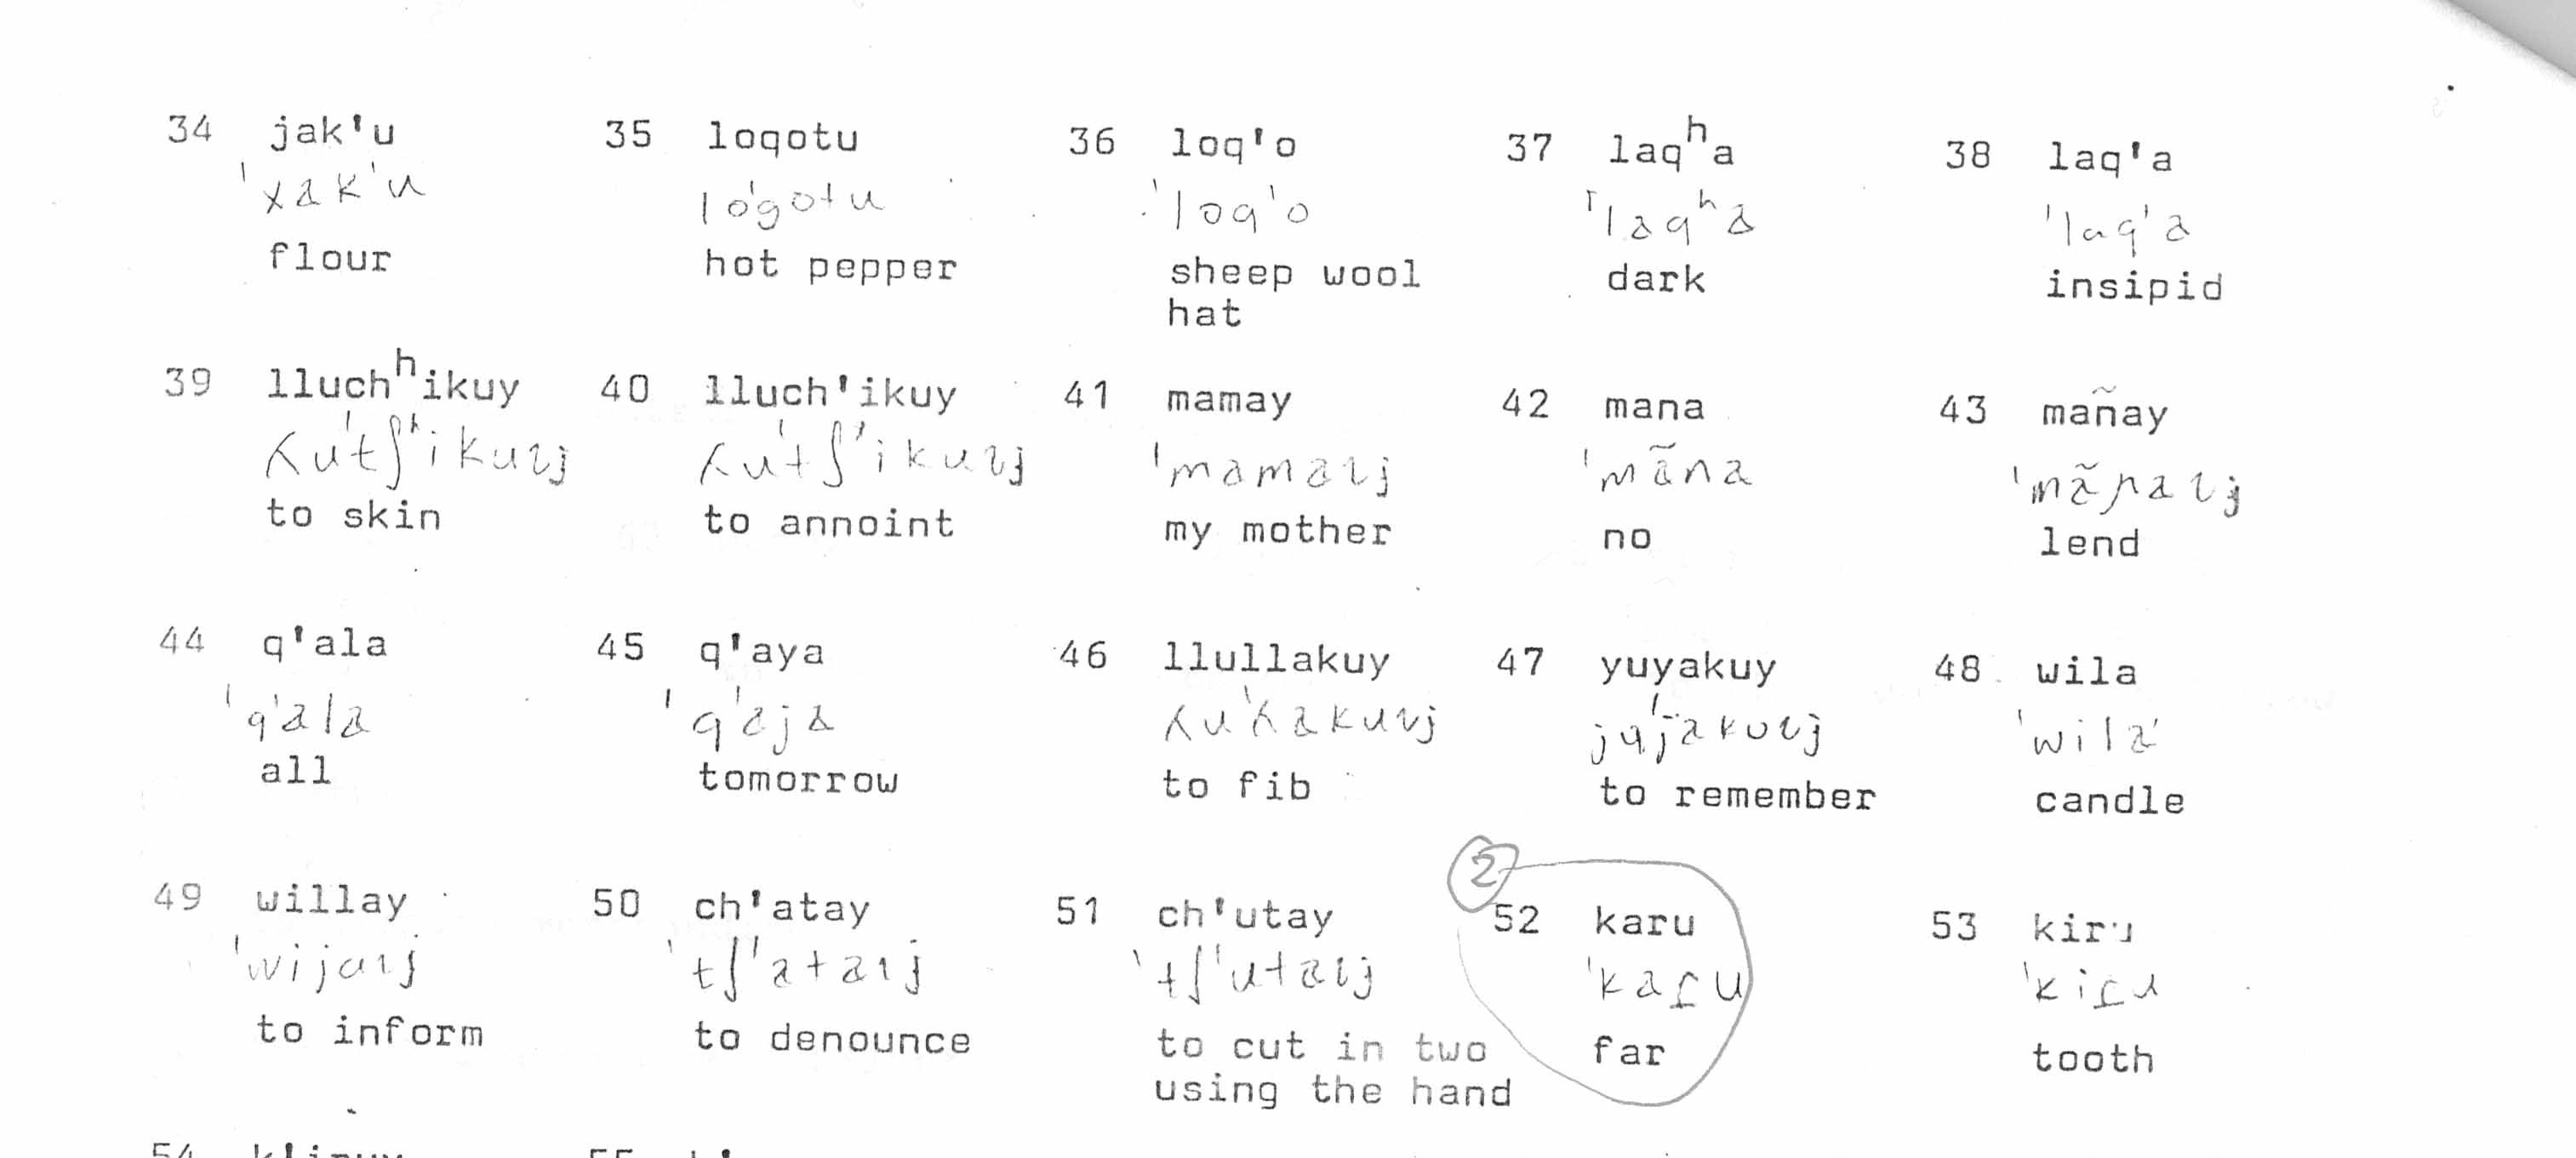 34 jak'u 35 loqotu 36 loq'o 37 laqʰa 38 laq'a
ˈxak'u loˈgotu ˈloq'o ˈlaqʰa ˈlaq'a
flour hot pepper sheep wool hat dark insipid
39 lluchʰikuy 40 lluch'ikuy 41 mamay 42 mana 43 mañay
ʎuˈtʃʰikuɪj ʎuˈtʃ'ikuɪj ˈmamaɪj ˈmãna ˈmãɲaɪj
to skin to annoint my mother no lend
44 q'ala 45 q'aya 46 llullakuy 47 yuyakuy 48 wila
ˈq'ala ˈq'aja ʎuˈʎakuɪj juˈjakuɪj ˈwila
all tomorrow to fib to remember candle
2
49 willay 50 ch'atay 51 ch'utay 52 karu 53 kiru
ˈwijaɪj ˈtʃ'ataɪj ˈtʃ'utaɪj ˈkaɾu ˈkiɾu
to inform to denounce to cut in two using the hand far tooth
54